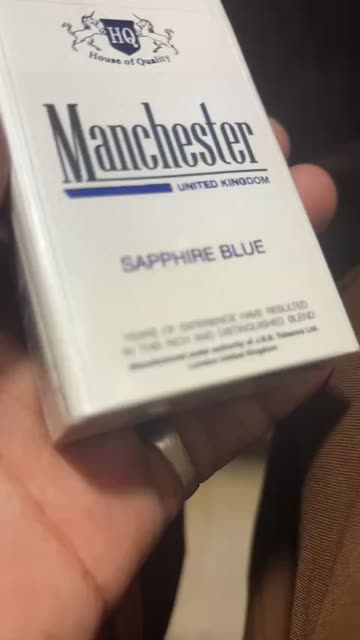 HQ
House of Quality
Manchester
UNITED KINGDOM
SAPPHIRE BLUE
YEARS OF EXPERIENCE HAVE RESULTED
IN THIS RICH AND DISTINGUISHED BLEND
Manufactured under authority of J.S.S. Tobacco Ltd.
London United Kingdom